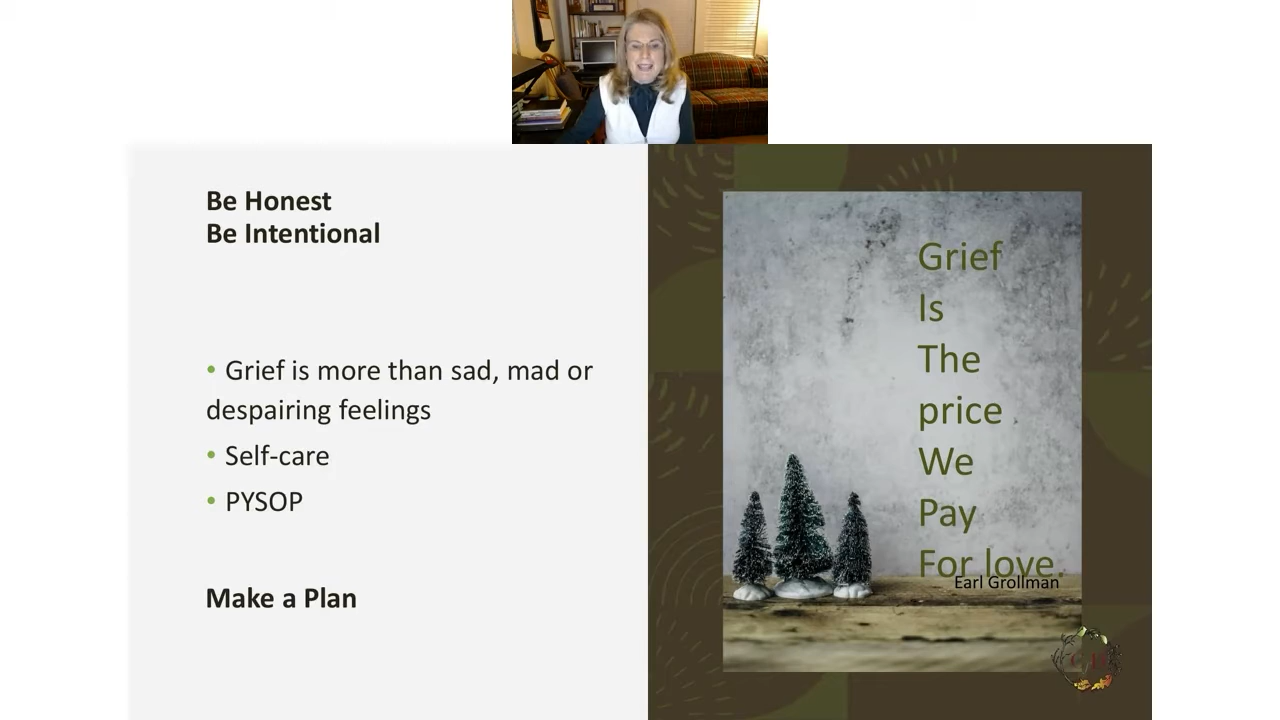 Be Honest
Be Intentional
• Grief is more than sad, mad or
despairing feelings
• Self-care
• PYSOP
Make a Plan
Grief
Is
The
price
We
Pay
For love.
Earl Grollman